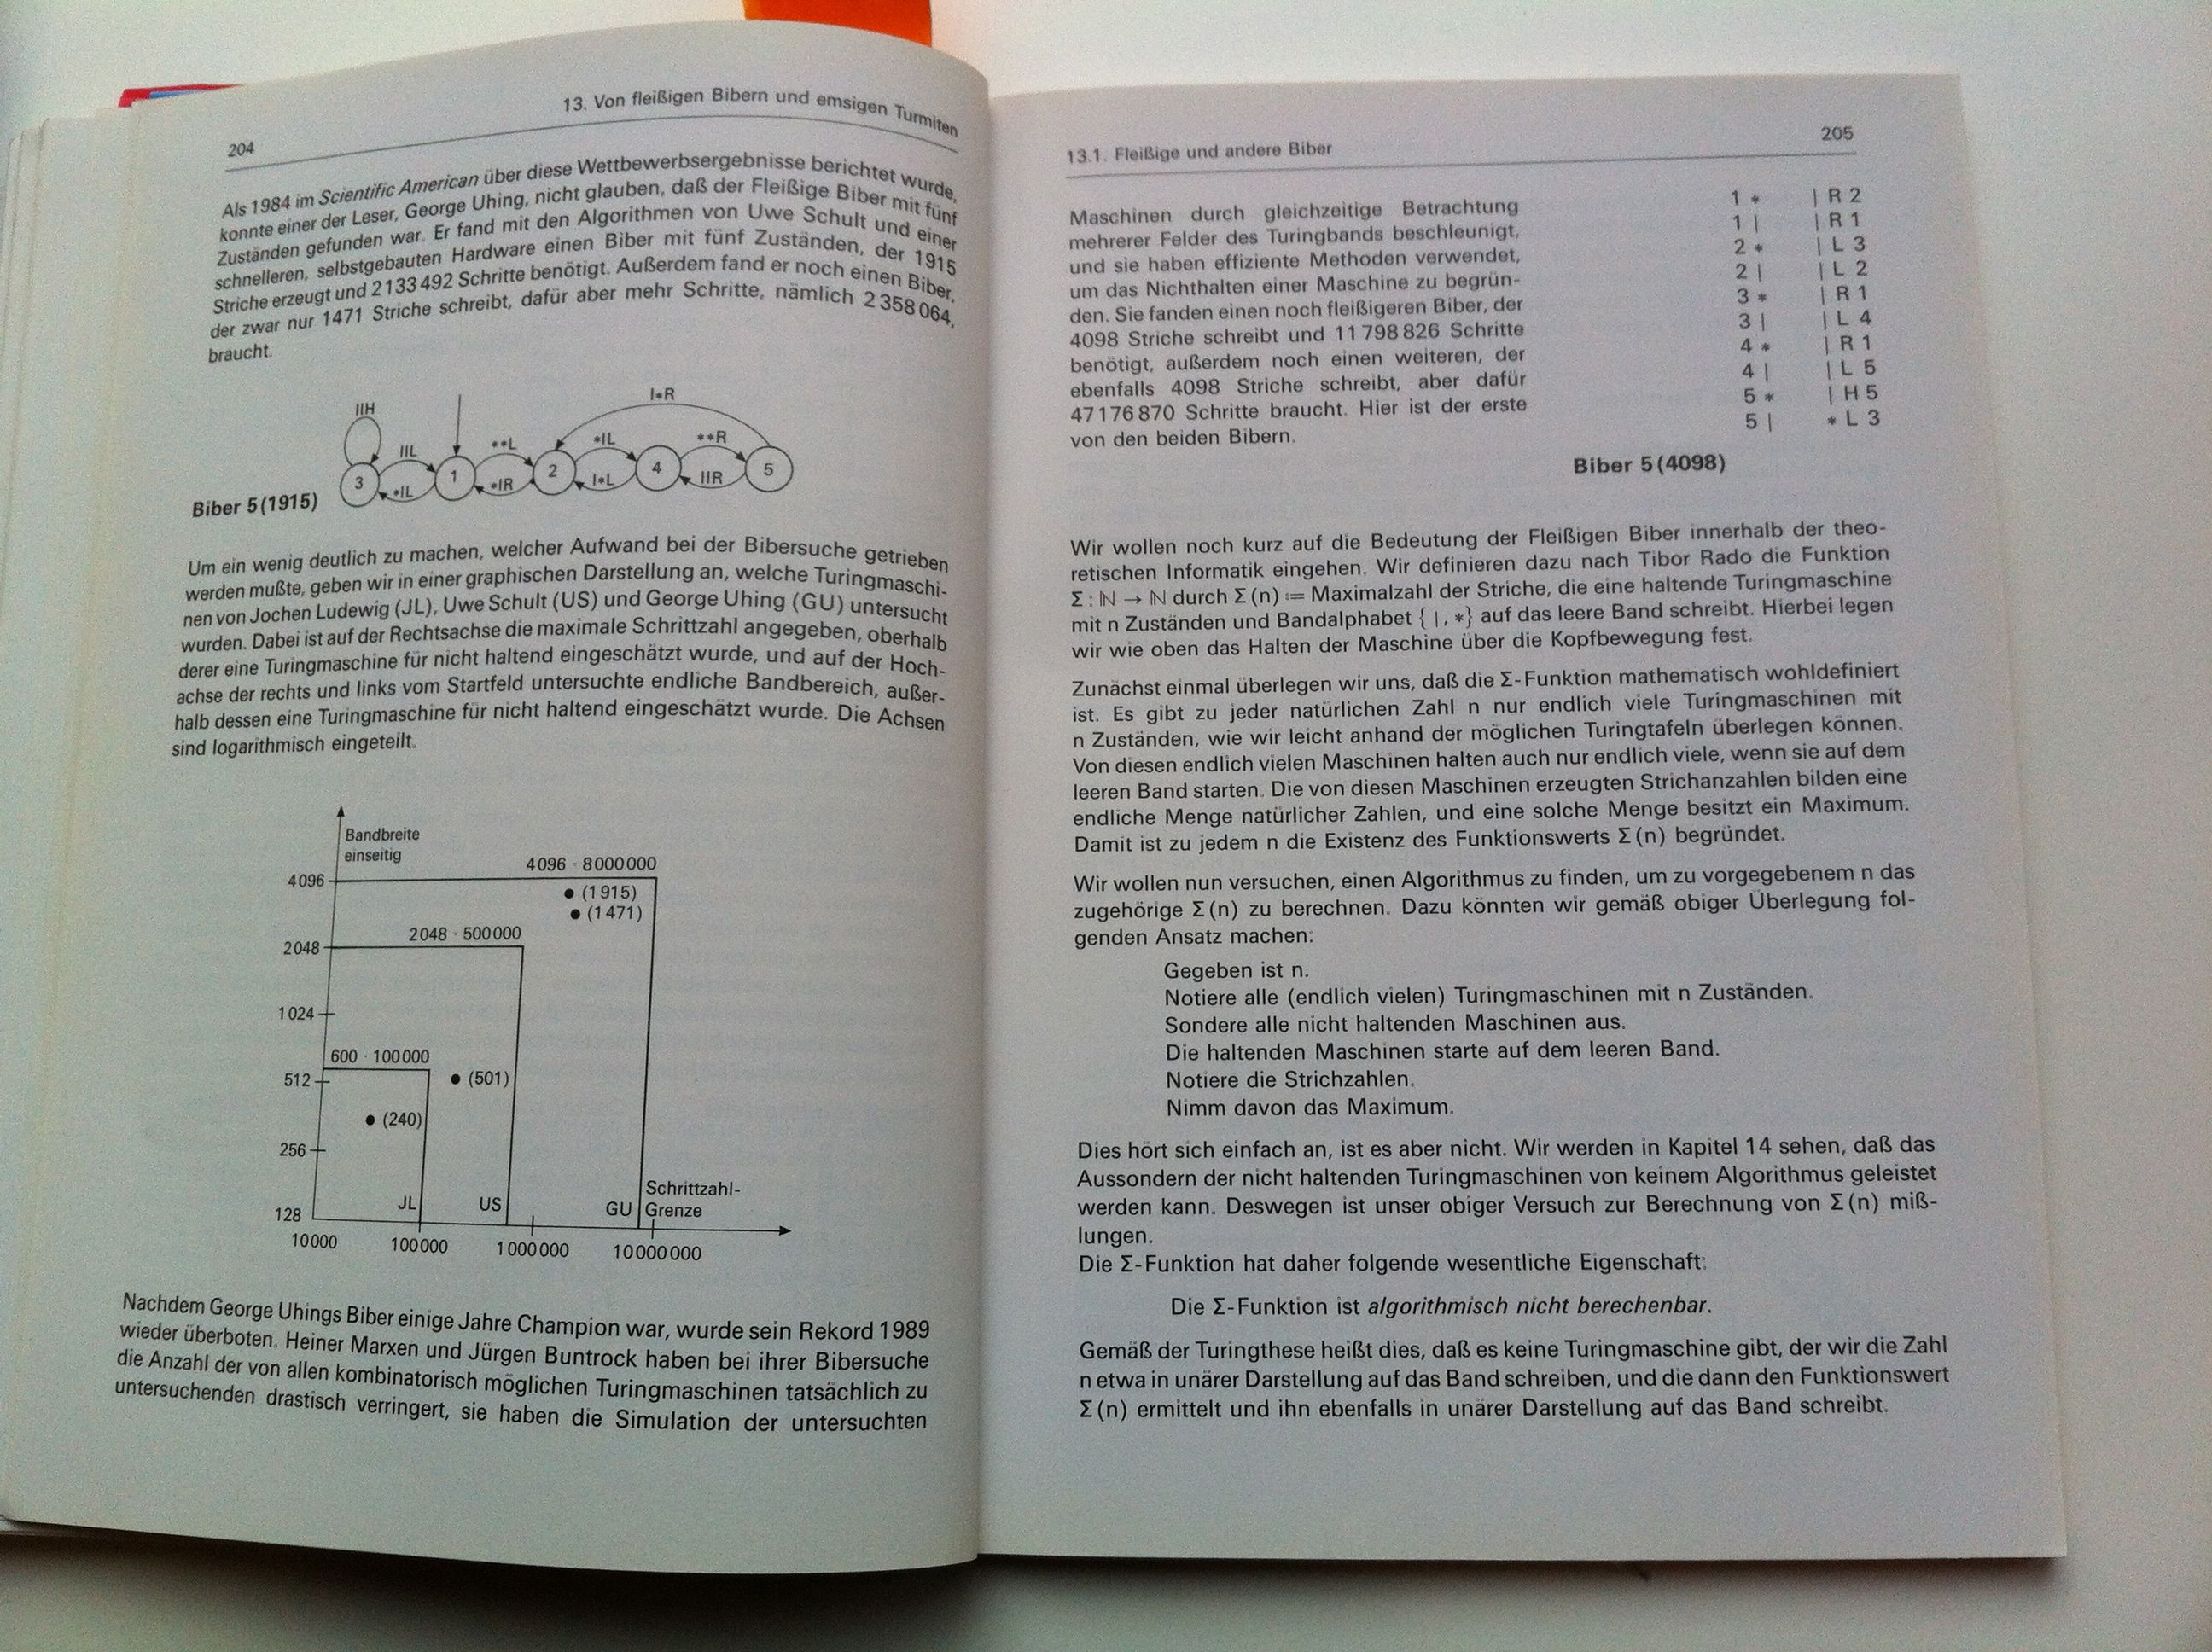 204
13. Von fleißigen Bibern und emsigen Turmiten
Als 1984 im Scientific American über diese Wettbewerbsergebnisse berichtet wurde,
konnte einer der Leser, George Uhing, nicht glauben, daß der Fleißige Biber mit fünf
Zuständen gefunden war. Er fand mit den Algorithmen von Uwe Schult und einer
schnelleren, selbstgebauten Hardware einen Biber mit fünf Zuständen, der 1915
Striche erzeugt und 2 133 492 Schritte benötigt. Außerdem fand er noch einen Biber,
der zwar nur 1471 Striche schreibt, dafür aber mehr Schritte, nämlich 2 358 064,
braucht.
IIH
IIL
**L
*IL
**R
I*R
3
1
2
4
5
*IL
*IR
I*L
IIR
Biber 5 (1915)
Um ein wenig deutlich zu machen, welcher Aufwand bei der Bibersuche getrieben
werden mußte, geben wir in einer graphischen Darstellung an, welche Turingmaschi-
nen von Jochen Ludewig (JL), Uwe Schult (US) und George Uhing (GU) untersucht
wurden. Dabei ist auf der Rechtsachse die maximale Schrittzahl angegeben, oberhalb
derer eine Turingmaschine für nicht haltend eingeschätzt wurde, und auf der Hoch-
achse der rechts und links vom Startfeld untersuchte endliche Bandbereich, außer-
halb dessen eine Turingmaschine für nicht haltend eingeschätzt wurde. Die Achsen
sind logarithmisch eingeteilt.
Bandbreite
einseitig
4096 · 8000000
4096
(1915)
(1471)
2048 · 500000
2048
1024
600 · 100000
512
(501)
(240)
256
Schrittzahl-
JL US GU Grenze
128
10000 100000 1000000 10000000
Nachdem George Uhings Biber einige Jahre Champion war, wurde sein Rekord 1989
wieder überboten. Heiner Marxen und Jürgen Buntrock haben bei ihrer Bibersuche
die Anzahl der von allen kombinatorisch möglichen Turingmaschinen tatsächlich zu
untersuchenden drastisch verringert, sie haben die Simulation der untersuchten
13.1. Fleißige und andere Biber
205
Maschinen durch gleichzeitige Betrachtung
mehrerer Felder des Turingbands beschleunigt,
und sie haben effiziente Methoden verwendet,
um das Nichthalten einer Maschine zu begrün-
den. Sie fanden einen noch fleißigeren Biber, der
4098 Striche schreibt und 11 798 826 Schritte
benötigt, außerdem noch einen weiteren, der
ebenfalls 4098 Striche schreibt, aber dafür
47 176 870 Schritte braucht. Hier ist der erste
von den beiden Bibern.
1 * | R 2
1 | | R 1
2 * | L 3
2 | | L 2
3 * | R 1
3 | | L 4
4 * | R 1
4 | | L 5
5 * | H 5
5 | * L 3
Biber 5 (4098)
Wir wollen noch kurz auf die Bedeutung der Fleißigen Biber innerhalb der theo-
retischen Informatik eingehen. Wir definieren dazu nach Tibor Rado die Funktion
Σ : ℕ → ℕ durch Σ (n) := Maximalzahl der Striche, die eine haltende Turingmaschine
mit n Zuständen und Bandalphabet { |, *} auf das leere Band schreibt. Hierbei legen
wir wie oben das Halten der Maschine über die Kopfbewegung fest.
Zunächst einmal überlegen wir uns, daß die Σ-Funktion mathematisch wohldefiniert
ist. Es gibt zu jeder natürlichen Zahl n nur endlich viele Turingmaschinen mit
n Zuständen, wie wir leicht anhand der möglichen Turingtafeln überlegen können.
Von diesen endlich vielen Maschinen halten auch nur endlich viele, wenn sie auf dem
leeren Band starten. Die von diesen Maschinen erzeugten Strichanzahlen bilden eine
endliche Menge natürlicher Zahlen, und eine solche Menge besitzt ein Maximum.
Damit ist zu jedem n die Existenz des Funktionswerts Σ (n) begründet.
Wir wollen nun versuchen, einen Algorithmus zu finden, um zu vorgegebenem n das
zugehörige Σ (n) zu berechnen. Dazu könnten wir gemäß obiger Überlegung fol-
genden Ansatz machen:
Gegeben ist n.
Notiere alle (endlich vielen) Turingmaschinen mit n Zuständen.
Sondere alle nicht haltenden Maschinen aus.
Die haltenden Maschinen starte auf dem leeren Band.
Notiere die Strichzahlen.
Nimm davon das Maximum.
Dies hört sich einfach an, ist es aber nicht. Wir werden in Kapitel 14 sehen, daß das
Aussondern der nicht haltenden Turingmaschinen von keinem Algorithmus geleistet
werden kann. Deswegen ist unser obiger Versuch zur Berechnung von Σ (n) miß-
lungen.
Die Σ-Funktion hat daher folgende wesentliche Eigenschaft:
Die Σ-Funktion ist algorithmisch nicht berechenbar.
Gemäß der Turingthese heißt dies, daß es keine Turingmaschine gibt, der wir die Zahl
n etwa in unärer Darstellung auf das Band schreiben, und die dann den Funktionswert
Σ (n) ermittelt und ihn ebenfalls in unärer Darstellung auf das Band schreibt.